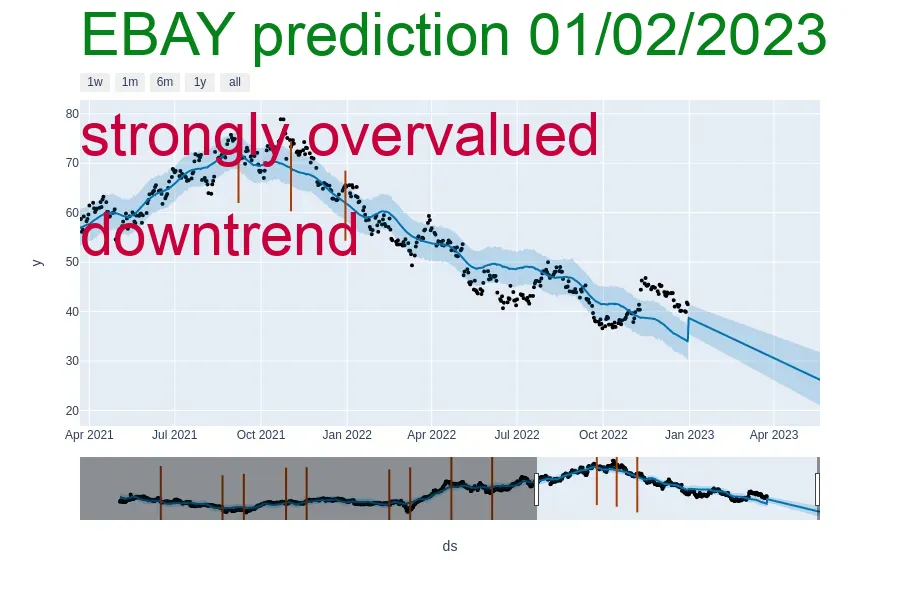 EBAY prediction 01/02/2023
1w 1m 6m 1y all
strongly overvalued
downtrend
80
70
60
50
40
30
20
y
Apr 2021 Jul 2021 Oct 2021 Jan 2022 Apr 2022 Jul 2022 Oct 2022 Jan 2023 Apr 2023
ds